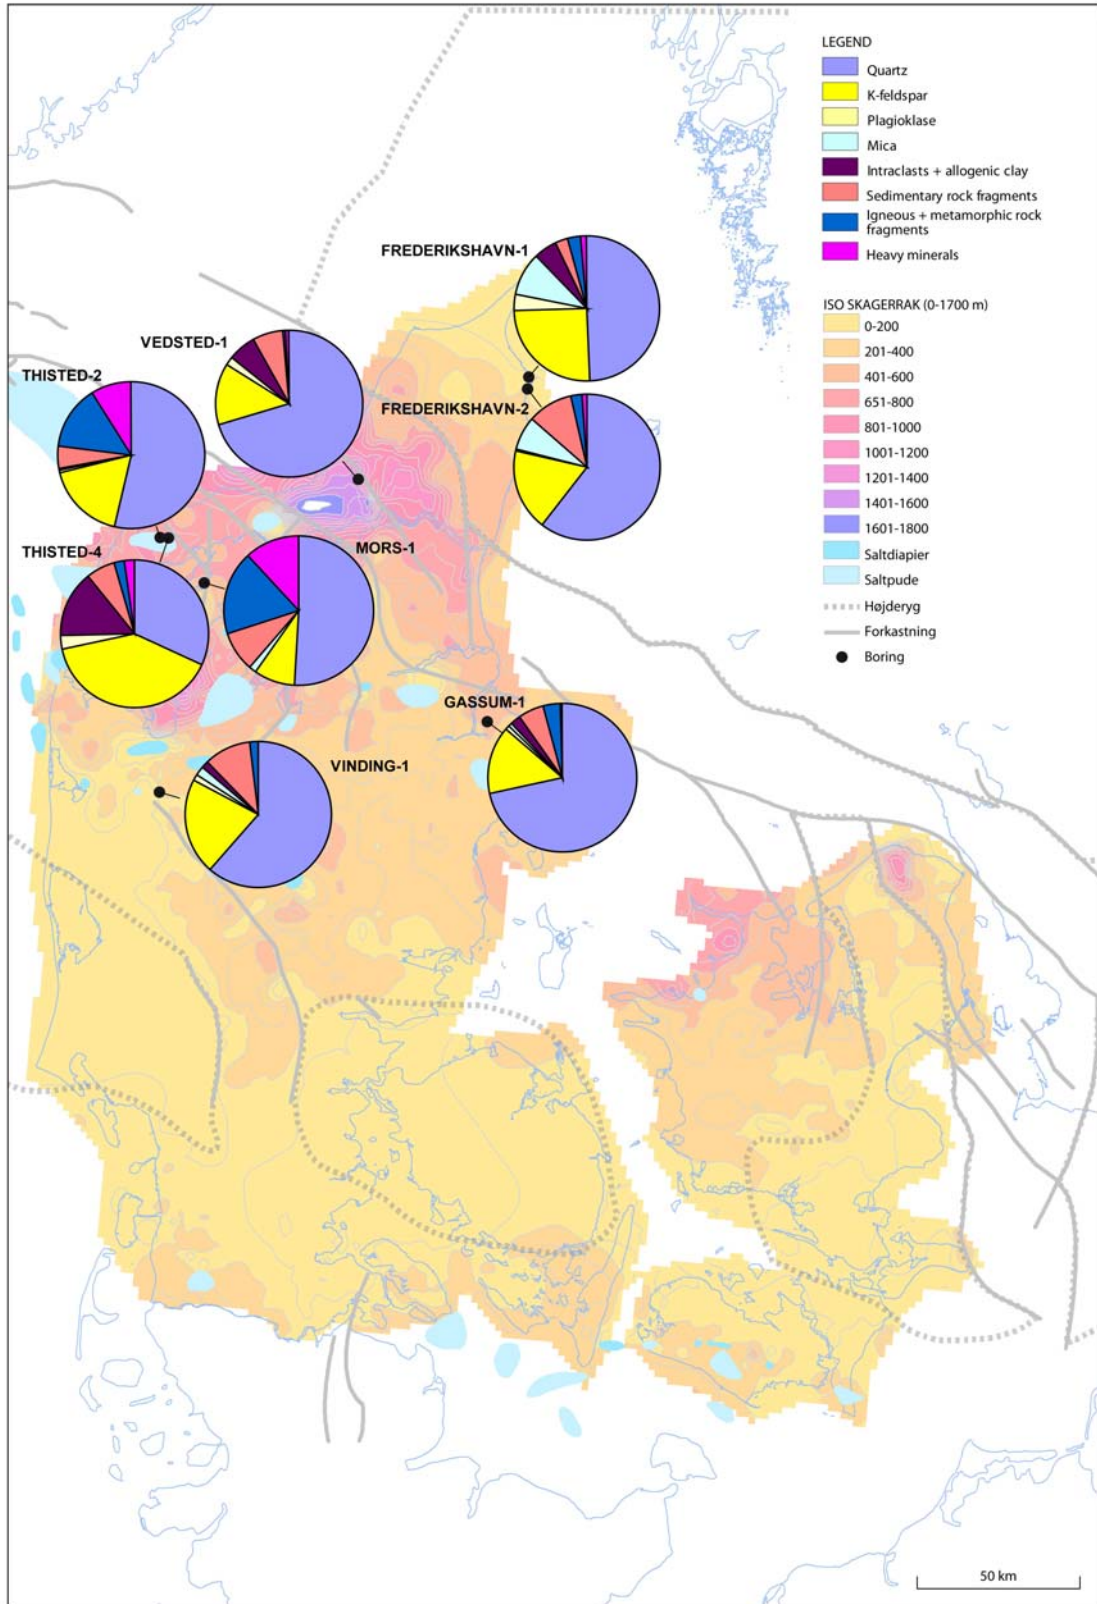 LEGEND
Quartz
K-feldspar
Plagioklase
Mica
Intraclasts + allogenic clay
Sedimentary rock fragments
Igneous + metamorphic rock
fragments
Heavy minerals
ISO SKAGERRAK (0-1700 m)
0-200
201-400
401-600
651-800
801-1000
1001-1200
1201-1400
1401-1600
1601-1800
Saltdiapier
Saltpude
Højderyg
Forkastning
Boring
FREDERIKSHAVN-1
VEDSTED-1
THISTED-2
FREDERIKSHAVN-2
THISTED-4
MORS-1
GASSUM-1
VINDING-1
50 km